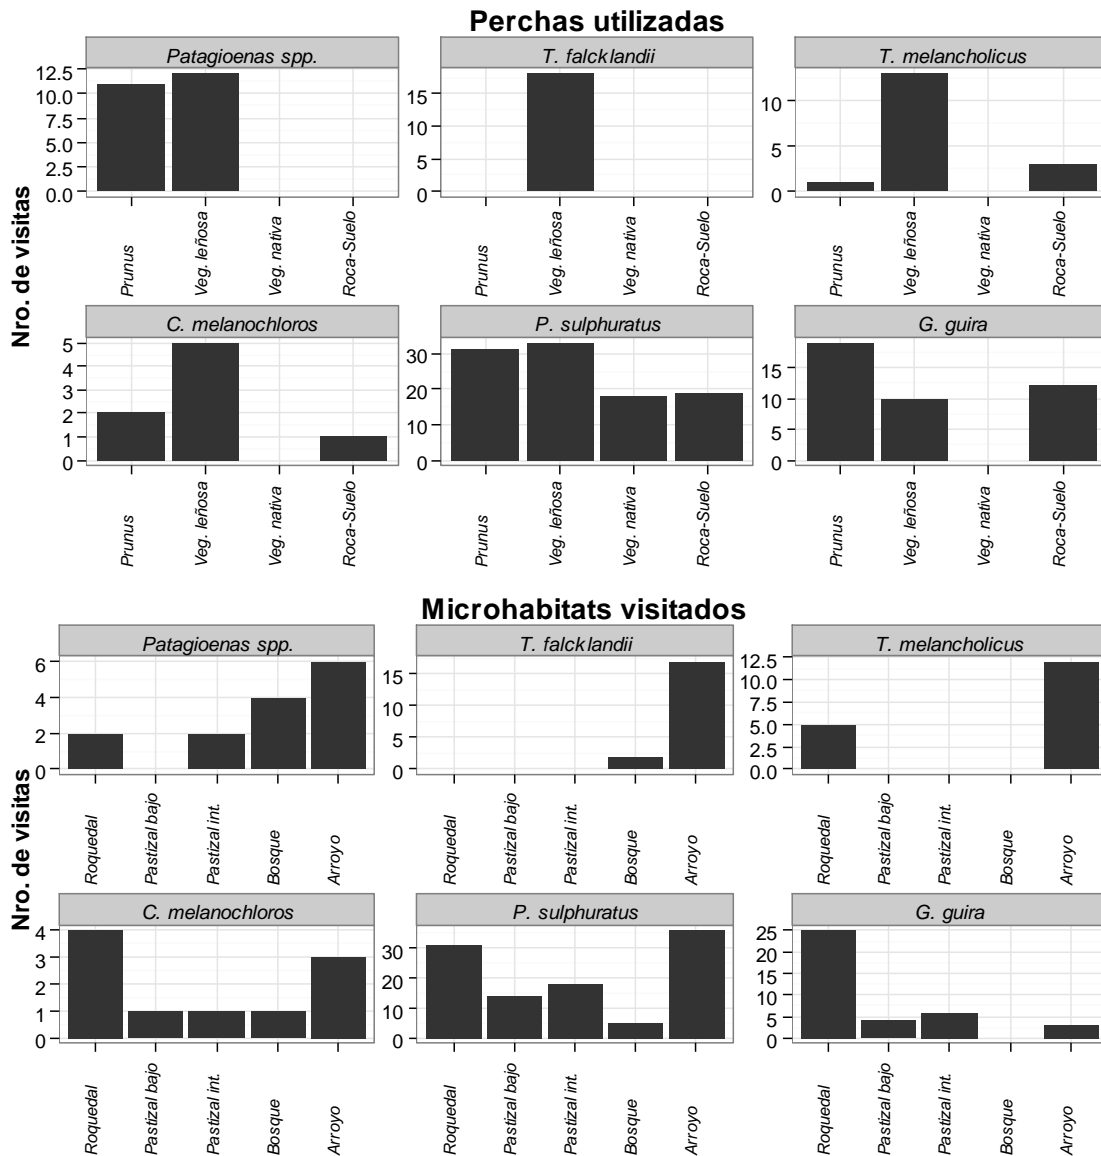 Perchas utilizadas
Nro. de visitas
Patagioenas spp.
12.5
10.0
7.5
5.0
2.5
0.0
Prunus
Veg. leñosa
Veg. nativa
Roca-Suelo
T. falcklandii
15
10
5
0
Prunus
Veg. leñosa
Veg. nativa
Roca-Suelo
T. melancholicus
10
5
0
Prunus
Veg. leñosa
Veg. nativa
Roca-Suelo
C. melanochloros
5
4
3
2
1
0
Prunus
Veg. leñosa
Veg. nativa
Roca-Suelo
P. sulphuratus
30
20
10
0
Prunus
Veg. leñosa
Veg. nativa
Roca-Suelo
G. guira
15
10
5
0
Prunus
Veg. leñosa
Veg. nativa
Roca-Suelo
Microhabitats visitados
Nro. de visitas
Patagioenas spp.
6
4
2
0
Roquedal
Pastizal bajo
Pastizal int.
Bosque
Arroyo
T. falcklandii
15
10
5
0
Roquedal
Pastizal bajo
Pastizal int.
Bosque
Arroyo
T. melancholicus
12.5
10.0
7.5
5.0
2.5
0.0
Roquedal
Pastizal bajo
Pastizal int.
Bosque
Arroyo
C. melanochloros
4
3
2
1
0
Roquedal
Pastizal bajo
Pastizal int.
Bosque
Arroyo
P. sulphuratus
30
20
10
0
Roquedal
Pastizal bajo
Pastizal int.
Bosque
Arroyo
G. guira
25
20
15
10
5
0
Roquedal
Pastizal bajo
Pastizal int.
Bosque
Arroyo